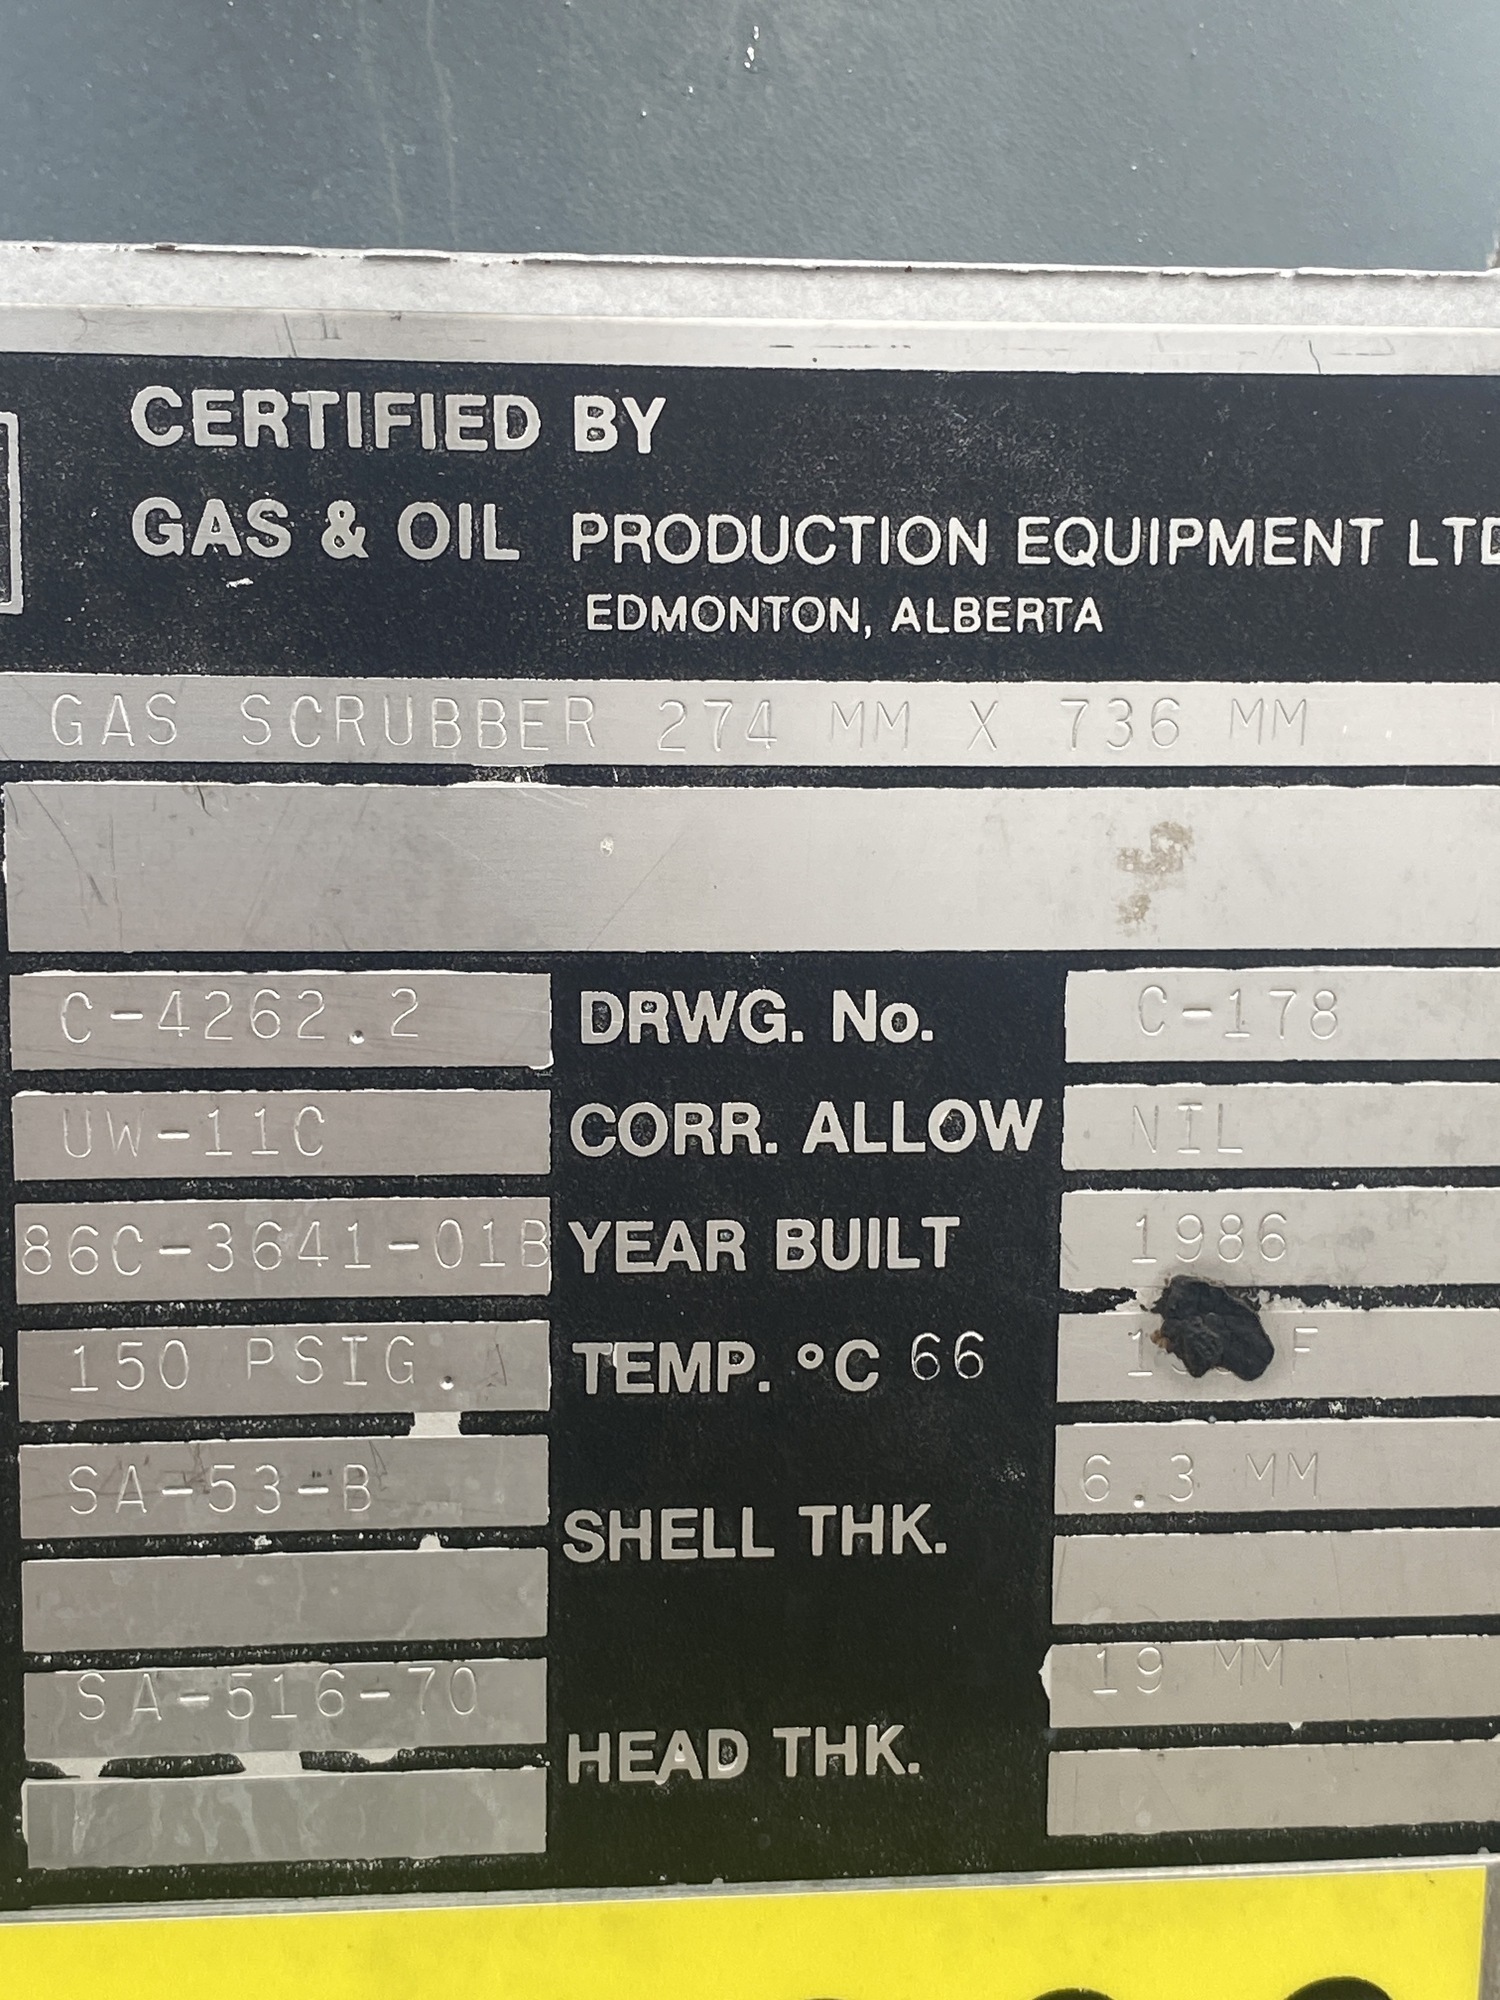 CERTIFIED BY
GAS & OIL PRODUCTION EQUIPMENT LTD
EDMONTON, ALBERTA
GAS SCRUBBER 274 MM X 736 MM
C-4262.2 DRWG. No. C-178
UW-11C CORR. ALLOW NIL
86C-3641-01B YEAR BUILT 1986
150 PSIG. TEMP. °C 66 F
SA-53-B 6.3 MM
SHELL THK.
SA-516-70 19 MM
HEAD THK.